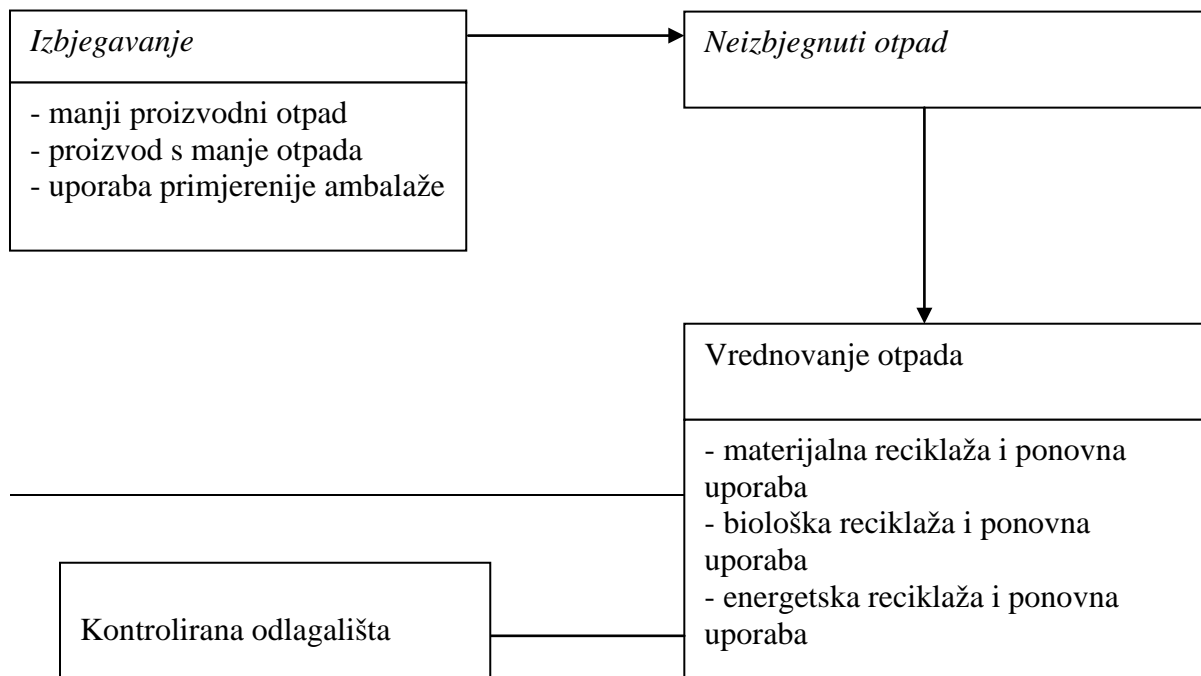 Izbjegavanje
- manji proizvodni otpad
- proizvod s manje otpada
- uporaba primjerenije ambalaže
Neizbjegnuti otpad
Vrednovanje otpada
- materijalna reciklaža i ponovna
uporaba
- biološka reciklaža i ponovna
uporaba
- energetska reciklaža i ponovna
uporaba
Kontrolirana odlagališta